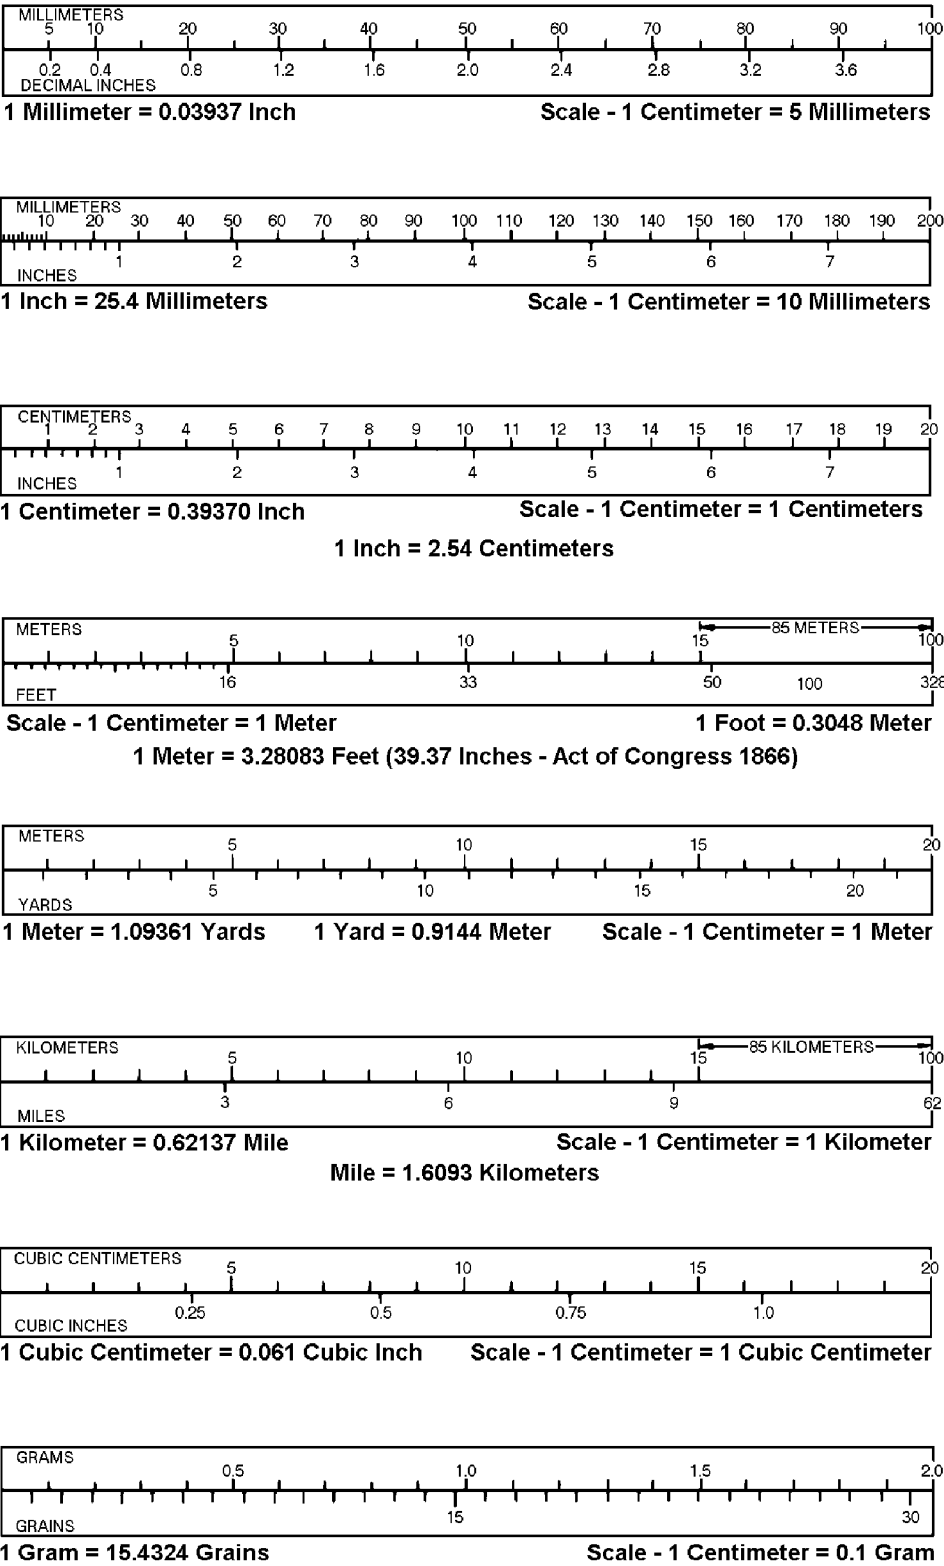 MILLIMETERS
5 10 20 30 40 50 60 70 80 90 100
0.2 0.4 0.8 1.2 1.6 2.0 2.4 2.8 3.2 3.6
DECIMAL INCHES
1 Millimeter = 0.03937 Inch Scale - 1 Centimeter = 5 Millimeters
MILLIMETERS
10 20 30 40 50 60 70 80 90 100 110 120 130 140 150 160 170 180 190 200
1 2 3 4 5 6 7
INCHES
1 Inch = 25.4 Millimeters Scale - 1 Centimeter = 10 Millimeters
CENTIMETERS
1 2 3 4 5 6 7 8 9 10 11 12 13 14 15 16 17 18 19 20
1 2 3 4 5 6 7
INCHES
1 Centimeter = 0.39370 Inch Scale - 1 Centimeter = 1 Centimeters
1 Inch = 2.54 Centimeters
METERS 85 METERS
5 10 15 100
16 33 50 100 328
FEET
Scale - 1 Centimeter = 1 Meter 1 Foot = 0.3048 Meter
1 Meter = 3.28083 Feet (39.37 Inches - Act of Congress 1866)
METERS
5 10 15 20
5 10 15 20
YARDS
1 Meter = 1.09361 Yards 1 Yard = 0.9144 Meter Scale - 1 Centimeter = 1 Meter
KILOMETERS 85 KILOMETERS
5 10 15 100
3 6 9 62
MILES
1 Kilometer = 0.62137 Mile Scale - 1 Centimeter = 1 Kilometer
Mile = 1.6093 Kilometers
CUBIC CENTIMETERS
5 10 15 20
0.25 0.5 0.75 1.0
CUBIC INCHES
1 Cubic Centimeter = 0.061 Cubic Inch Scale - 1 Centimeter = 1 Cubic Centimeter
GRAMS
0.5 1.0 1.5 2.0
15 30
GRAINS
1 Gram = 15.4324 Grains Scale - 1 Centimeter = 0.1 Gram